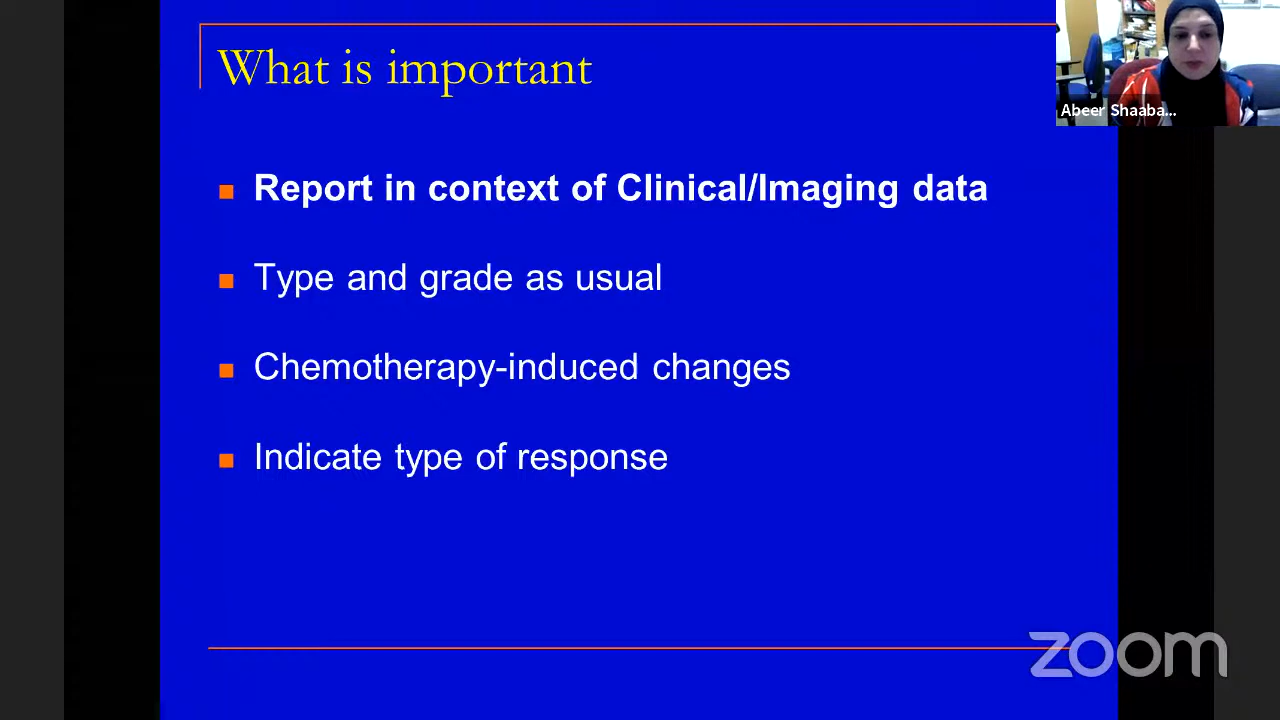 What is important
Abeer Shaaba...
Report in context of Clinical/Imaging data
Type and grade as usual
Chemotherapy-induced changes
Indicate type of response
zoom